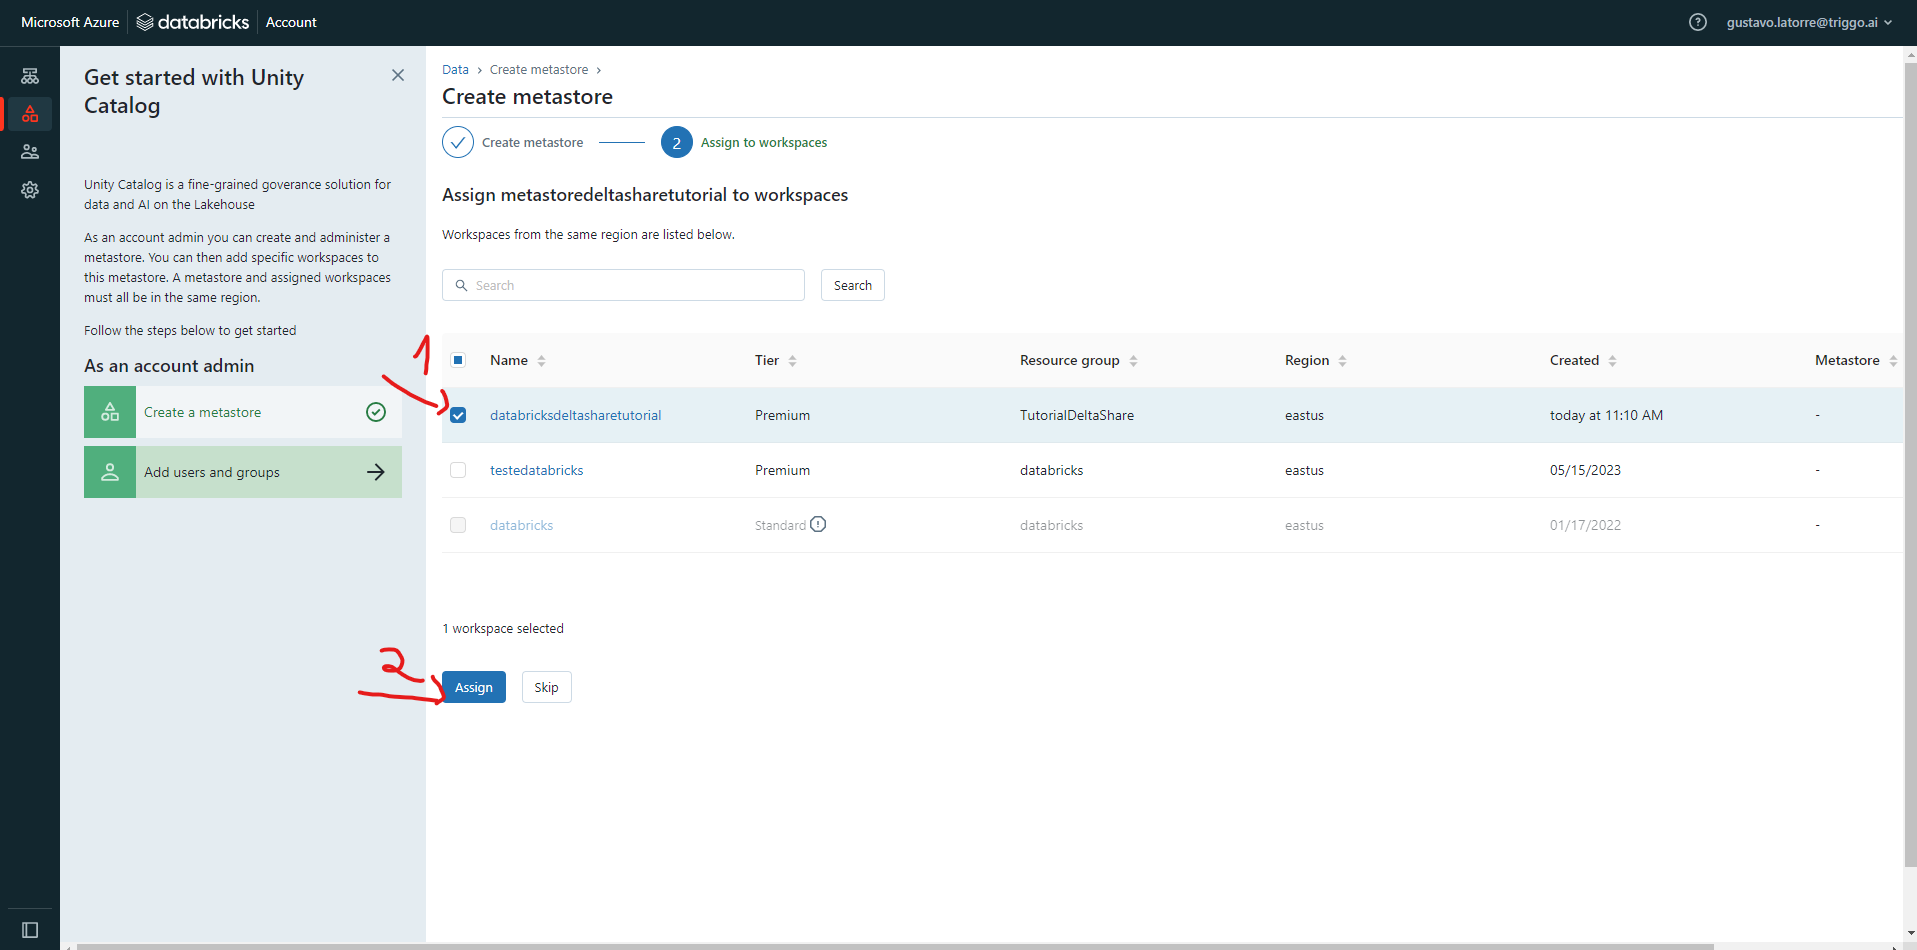 Microsoft Azure databricks Account
gustavo.latorre@triggo.ai
Get started with Unity
Catalog
Unity Catalog is a fine-grained goverance solution for
data and AI on the Lakehouse
As an account admin you can create and administer a
metastore. You can then add specific workspaces to
this metastore. A metastore and assigned workspaces
must all be in the same region.
Follow the steps below to get started
As an account admin
Create a metastore
Add users and groups
Data › Create metastore ›
Create metastore
Create metastore 2 Assign to workspaces
Assign metastoredeltasharetutorial to workspaces
Workspaces from the same region are listed below.
Search Search
1
Name Tier Resource group Region Created Metastore
databricksdeltasharetutorial Premium TutorialDeltaShare eastus today at 11:10 AM -
testedatabricks Premium databricks eastus 05/15/2023 -
databricks Standard databricks eastus 01/17/2022 -
1 workspace selected
2
Assign Skip